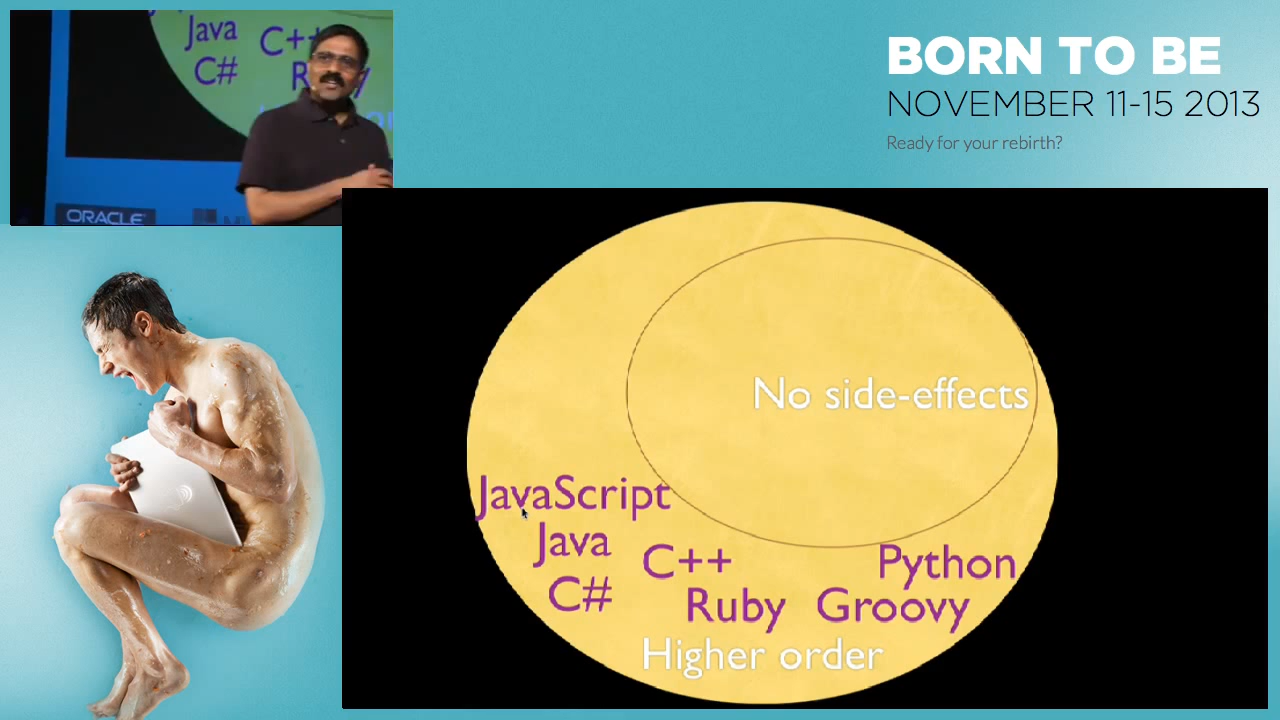 Java
C++
C#
ORACLE
BORN TO BE
NOVEMBER 11-15 2013
Ready for your rebirth?
No side-effects
JavaScript
Java
C++
Python
C#
Ruby
Groovy
Higher order